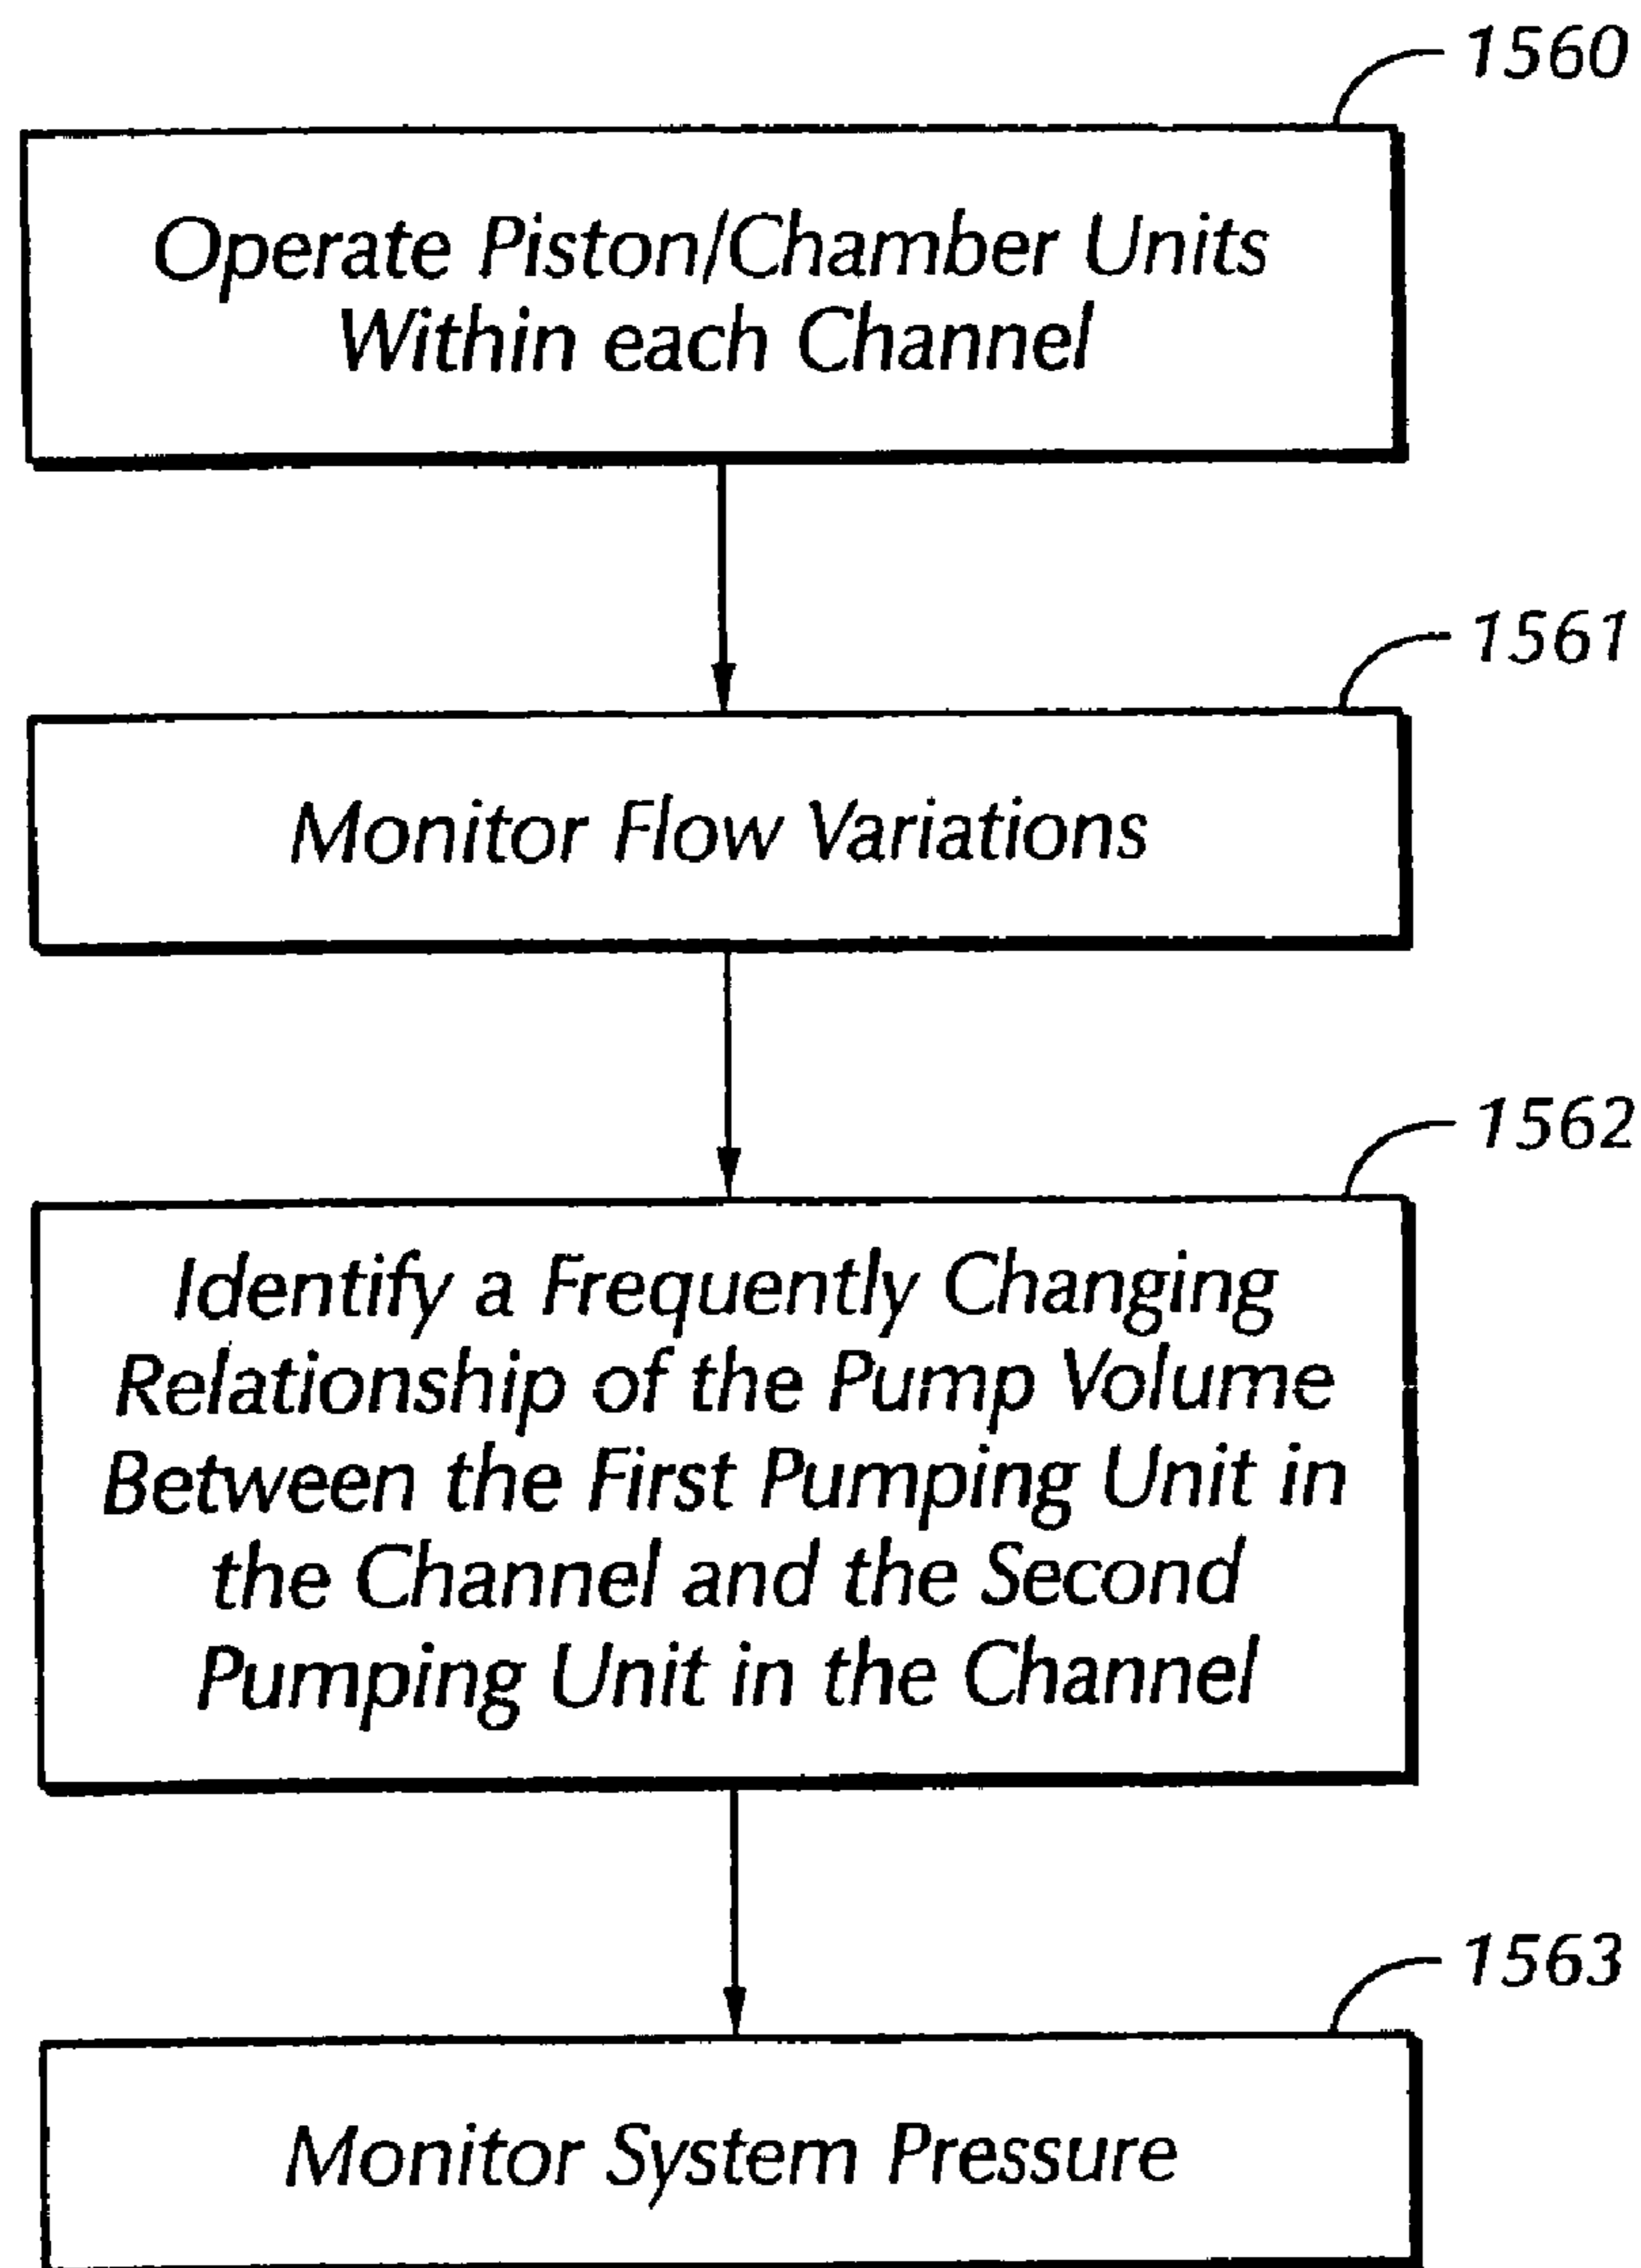 1560
Operate Piston/Chamber Units
Within each Channel
1561
Monitor Flow Variations
1562
Identify a Frequently Changing
Relationship of the Pump Volume
Between the First Pumping Unit in
the Channel and the Second
Pumping Unit in the Channel
1563
Monitor System Pressure